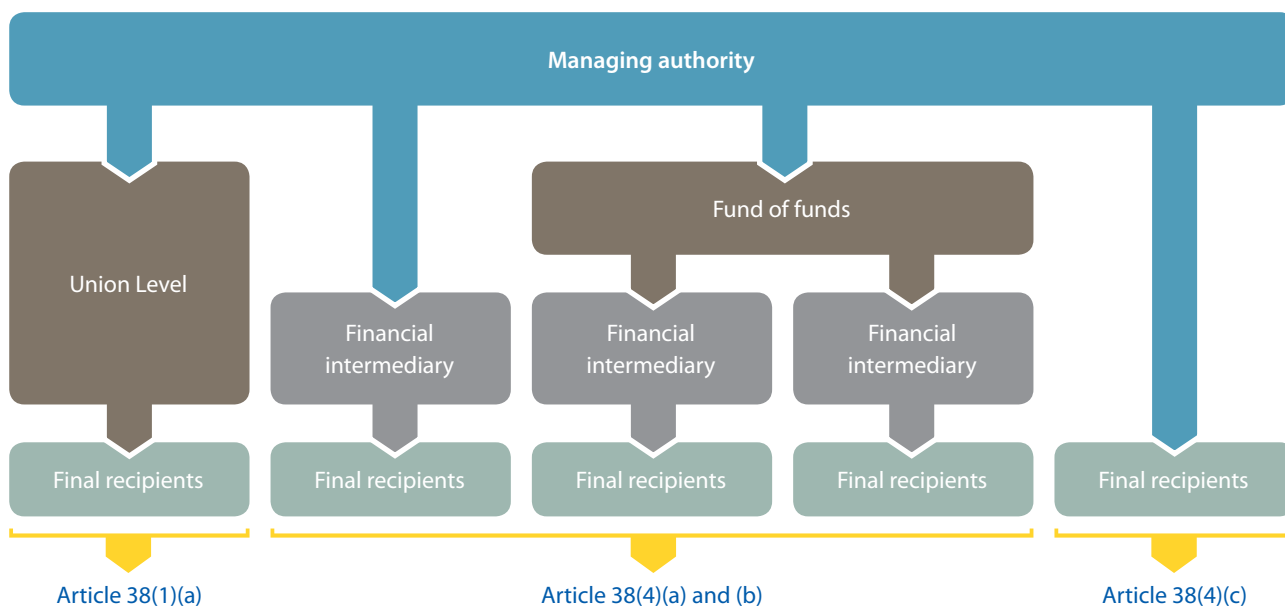 Managing authority
Fund of funds
Union Level
Financial
intermediary
Financial
intermediary
Financial
intermediary
Final recipients
Final recipients
Final recipients
Final recipients
Final recipients
Article 38(1)(a)
Article 38(4)(a) and (b)
Article 38(4)(c)